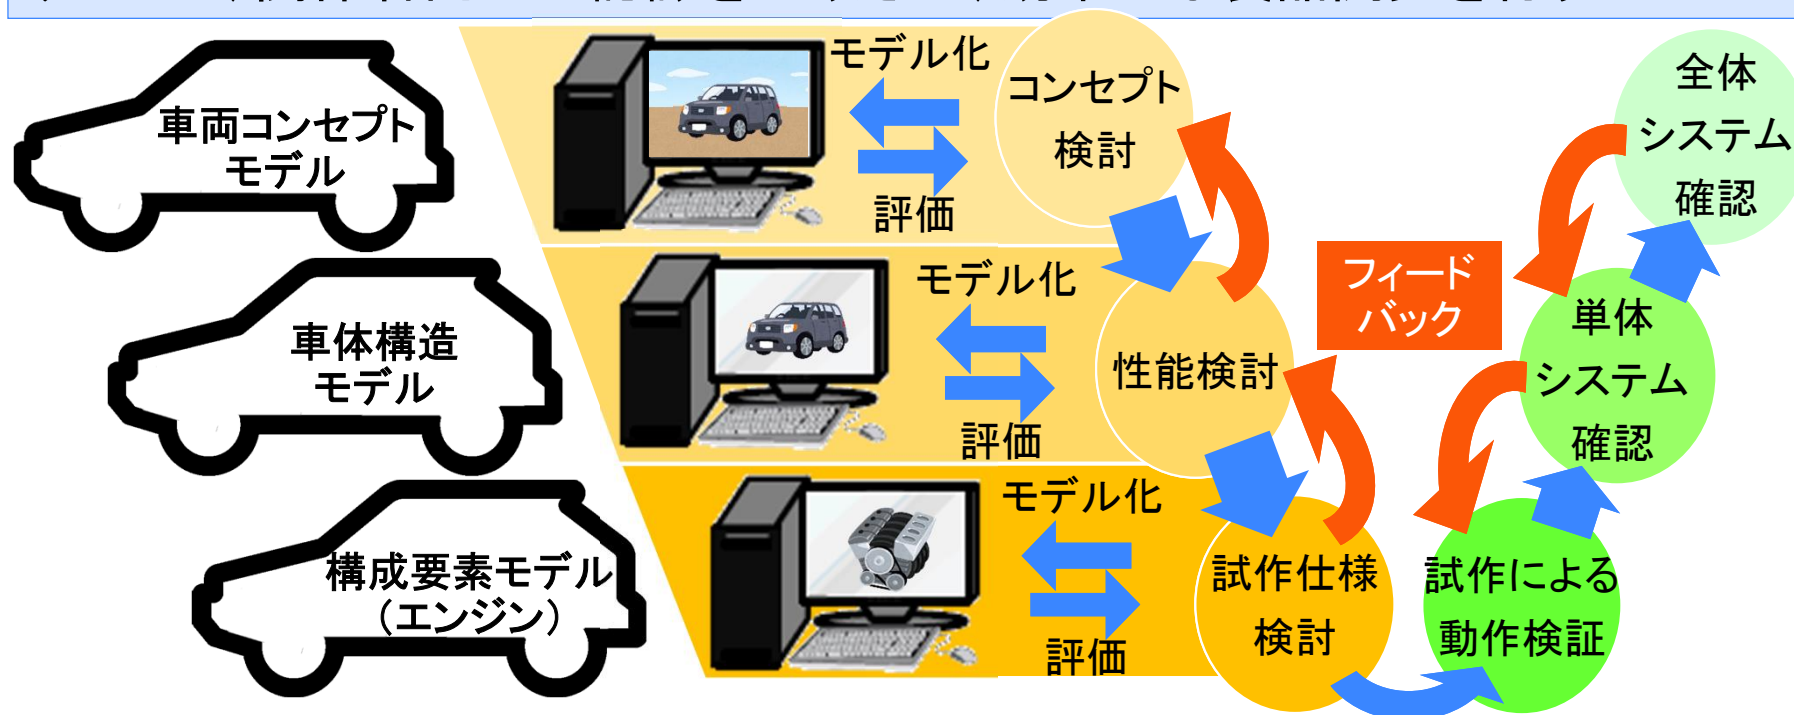 車両コンセプト
モデル
モデル化
評価
コンセプト
検討
車体構造
モデル
モデル化
評価
性能検討
構成要素モデル
(エンジン)
モデル化
評価
試作仕様
検討
フィード
バック
全体
システム
確認
単体
システム
確認
試作による
動作検証